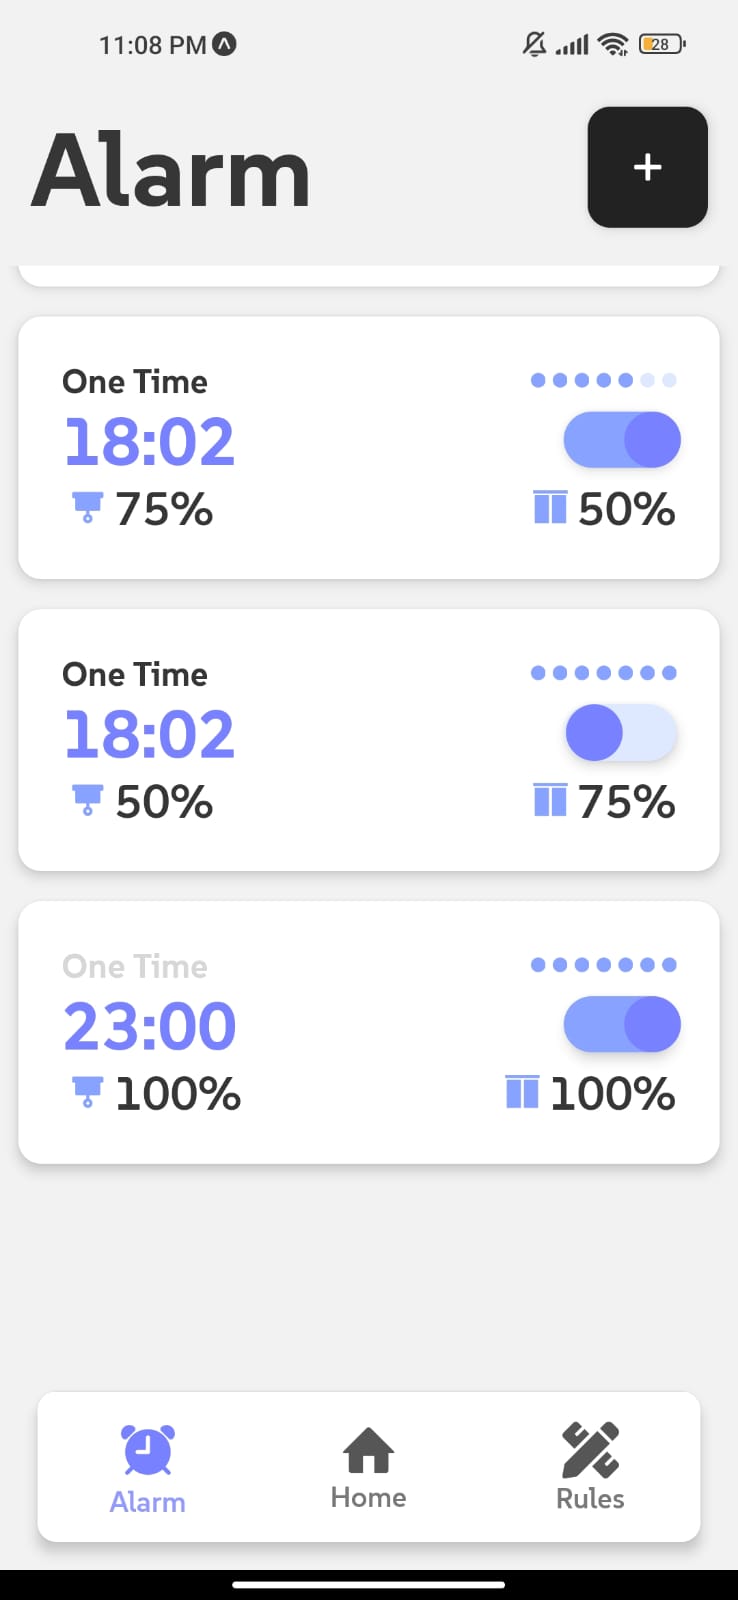 11:08 PM 28
Alarm +
One Time
18:02
75% 50%
One Time
18:02
50% 75%
One Time
23:00
100% 100%
Alarm Home Rules